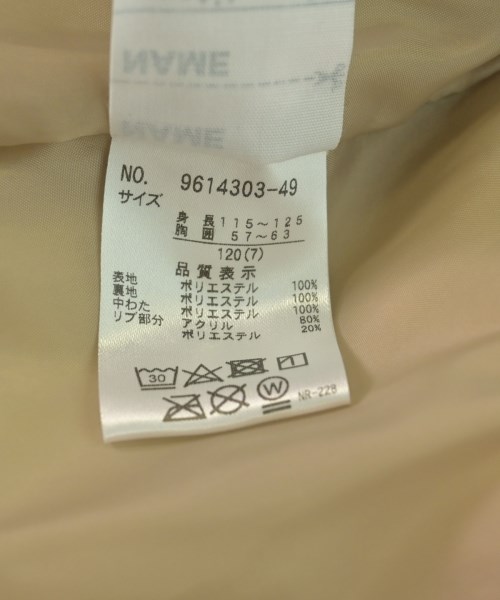 NAME
NAME
NO. 9614303-49
サイズ
身長 115～125
胸囲 57～63
120(7)
品質表示
表地 ポリエステル 100%
裏地 ポリエステル 100%
中わた ポリエステル 100%
リブ部分 アクリル 80%
ポリエステル 20%
30
W NR-228